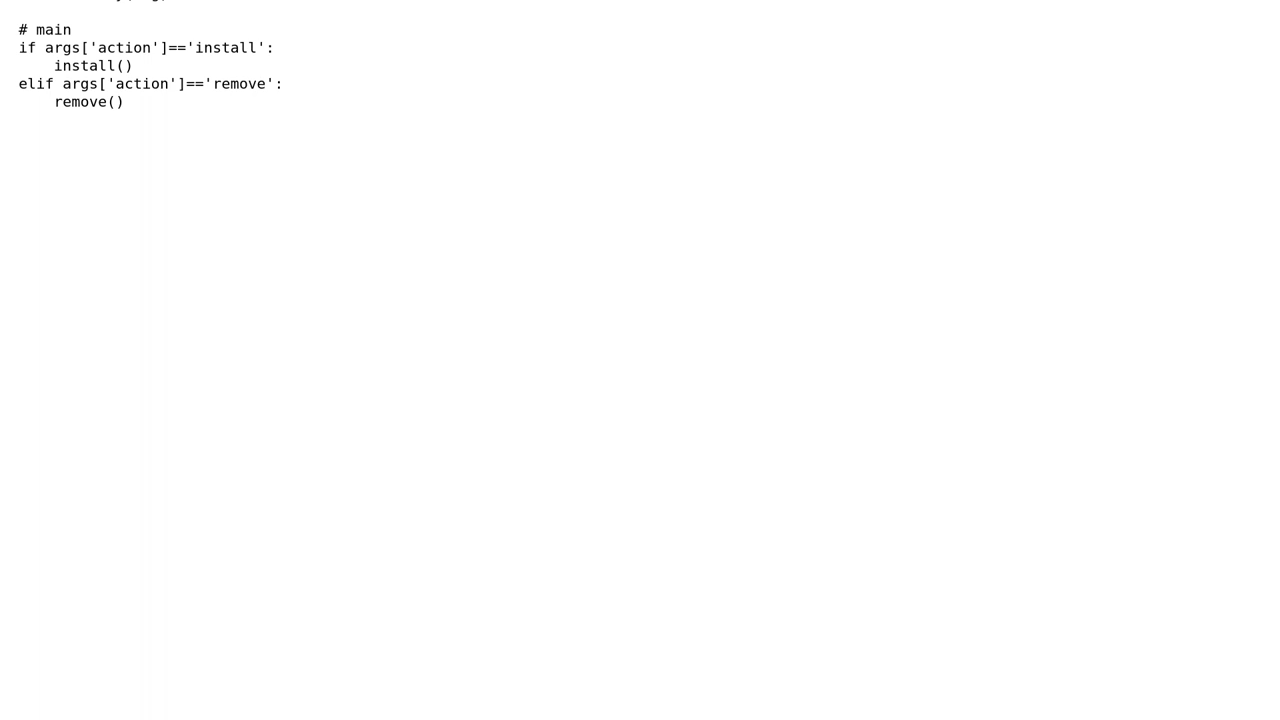 # main
if args['action']=='install':
    install()
elif args['action']=='remove':
    remove()